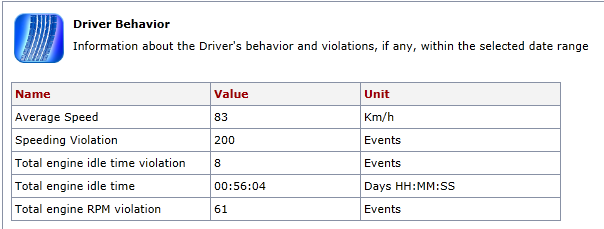 Driver Behavior
Information about the Driver's behavior and violations, if any, within the selected date range
Name Value Unit
Average Speed 83 Km/h
Speeding Violation 200 Events
Total engine idle time violation 8 Events
Total engine idle time 00:56:04 Days HH:MM:SS
Total engine RPM violation 61 Events